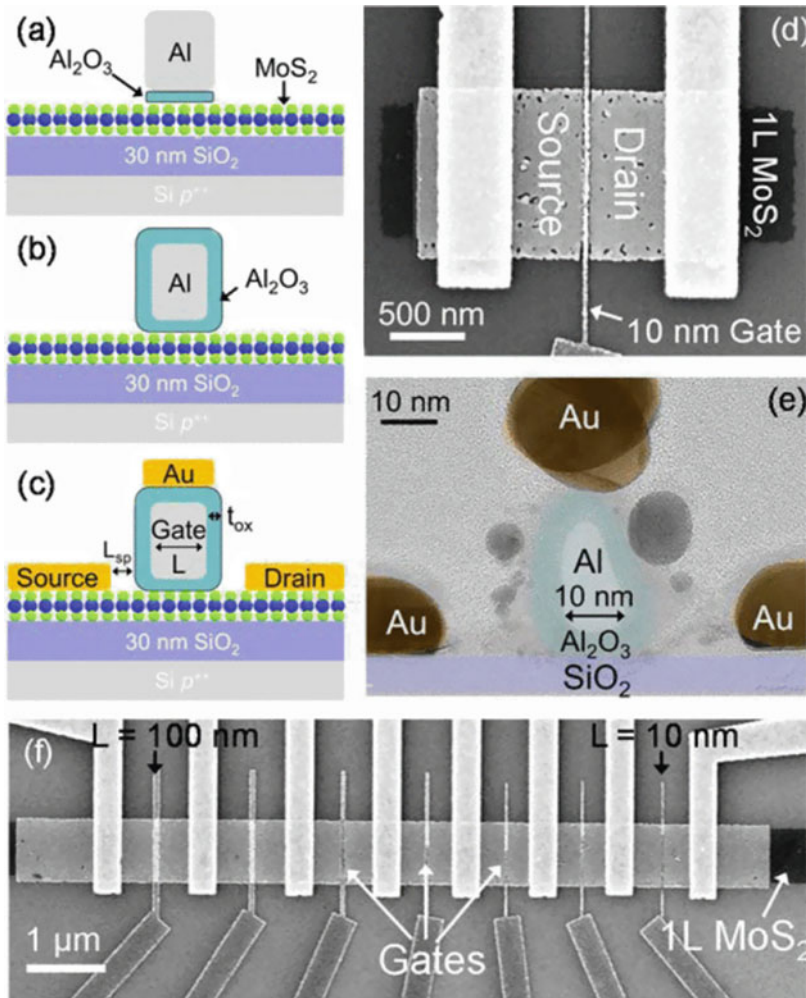 (a)
Al
Al₂O₃
MoS₂
30 nm SiO₂
Si p⁺⁺
(b)
Al
Al₂O₃
30 nm SiO₂
Si p⁺⁺
(c)
Au
Gate
L
tₒₓ
Lₛₚ
Source
Drain
30 nm SiO₂
Si p⁺⁺
(d)
Source
Drain
1L MoS₂
500 nm
10 nm Gate
(e)
10 nm
Au
Al
10 nm
Au
Au
Al₂O₃
SiO₂
(f)
L = 100 nm
L = 10 nm
1 µm
Gates
1L MoS₂